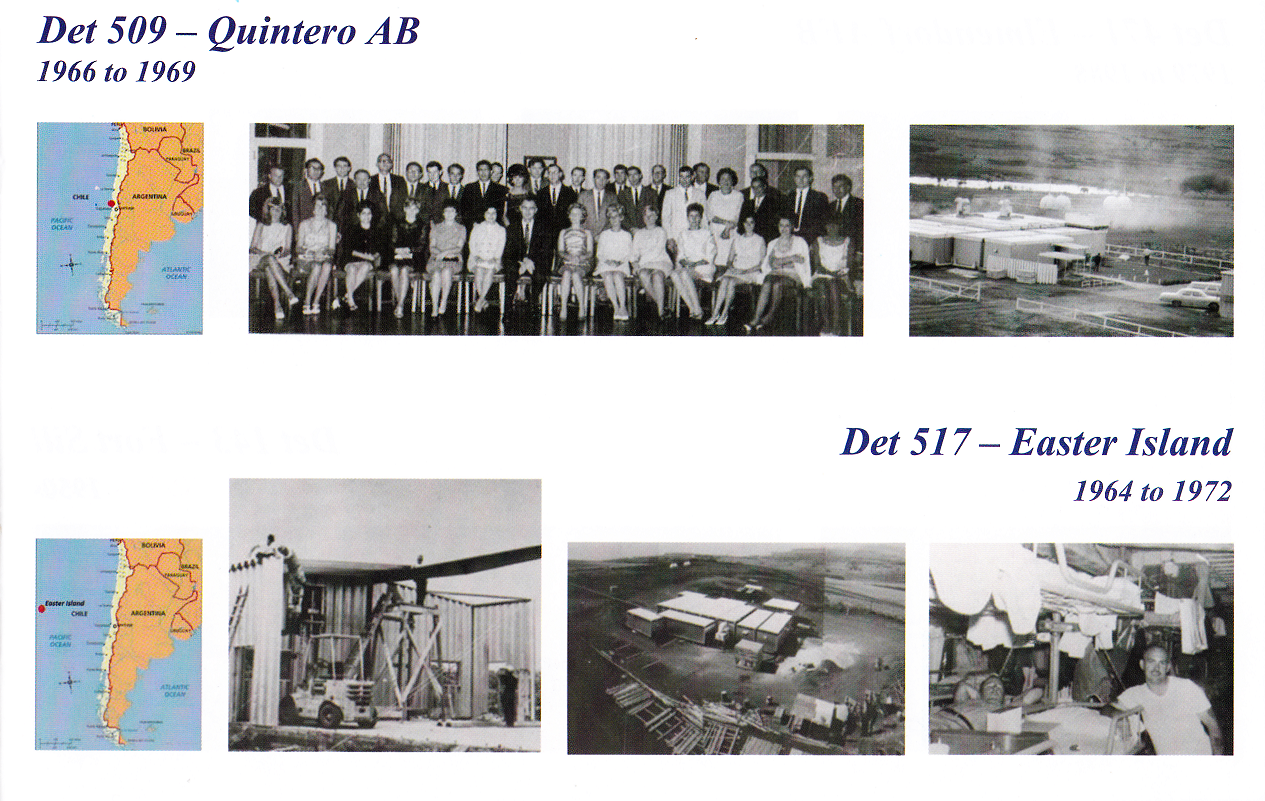 Det 509 – Quintero AB
1966 to 1969
BOLIVIA
BRAZIL
PARAGUAY
CHILE
ARGENTINA
URUGUAY
PACIFIC
OCEAN
ATLANTIC
OCEAN
Det 517 – Easter Island
1964 to 1972
BOLIVIA
BRAZIL
PARAGUAY
Easter Island
CHILE
ARGENTINA
URUGUAY
PACIFIC
OCEAN
ATLANTIC
OCEAN